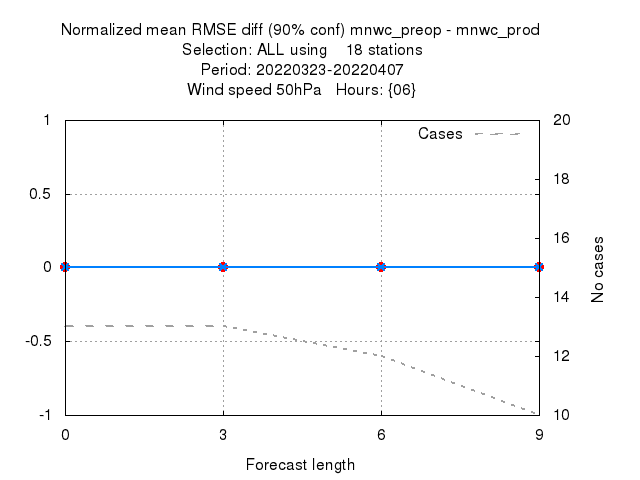 Normalized mean RMSE diff (90% conf) mnwc_preop - mnwc_prod
Selection: ALL using 18 stations
Period: 20220323-20220407
Wind speed 50hPa Hours: {06}
Cases
1
0.5
0
-0.5
-1
20
18
16
14
12
10
No cases
0 3 6 9
Forecast length